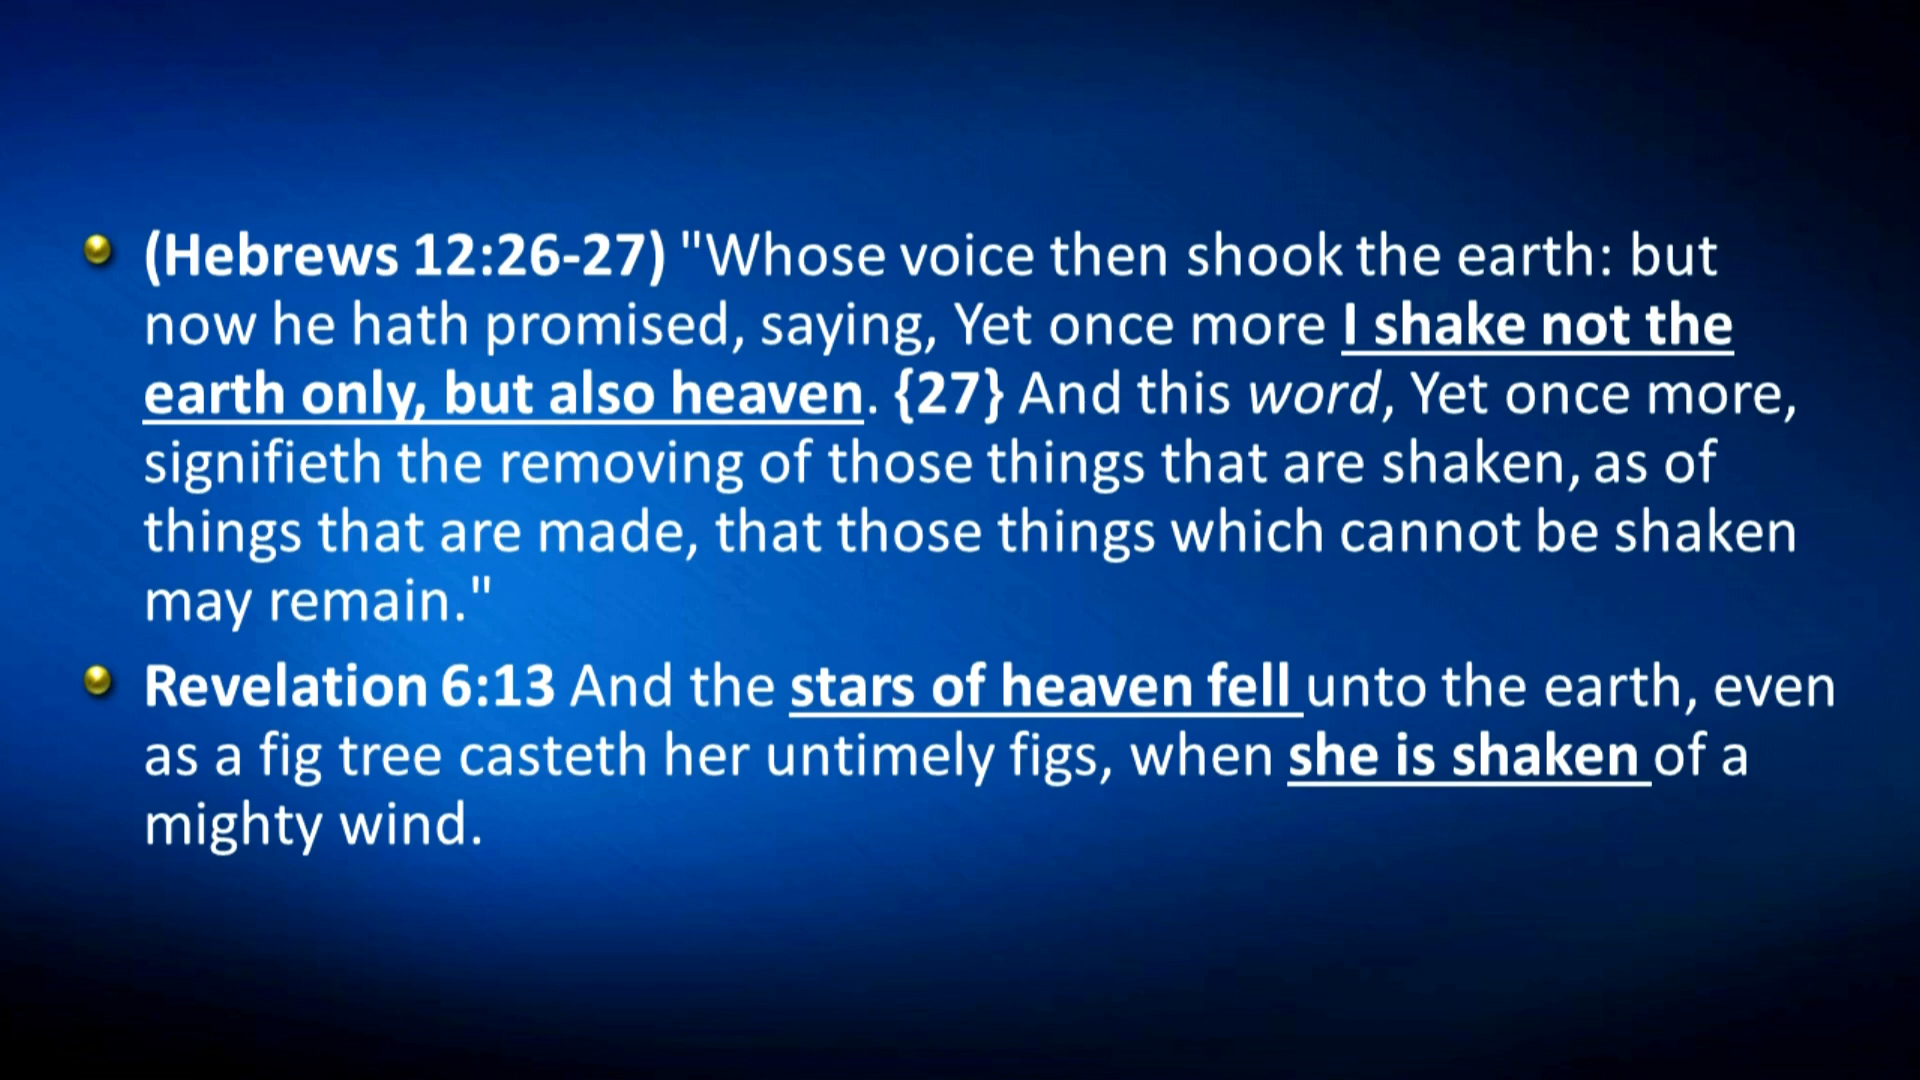 (Hebrews 12:26-27) "Whose voice then shook the earth: but
now he hath promised, saying, Yet once more I shake not the
earth only, but also heaven. {27} And this word, Yet once more,
signifieth the removing of those things that are shaken, as of
things that are made, that those things which cannot be shaken
may remain."
Revelation 6:13 And the stars of heaven fell unto the earth, even
as a fig tree casteth her untimely figs, when she is shaken of a
mighty wind.